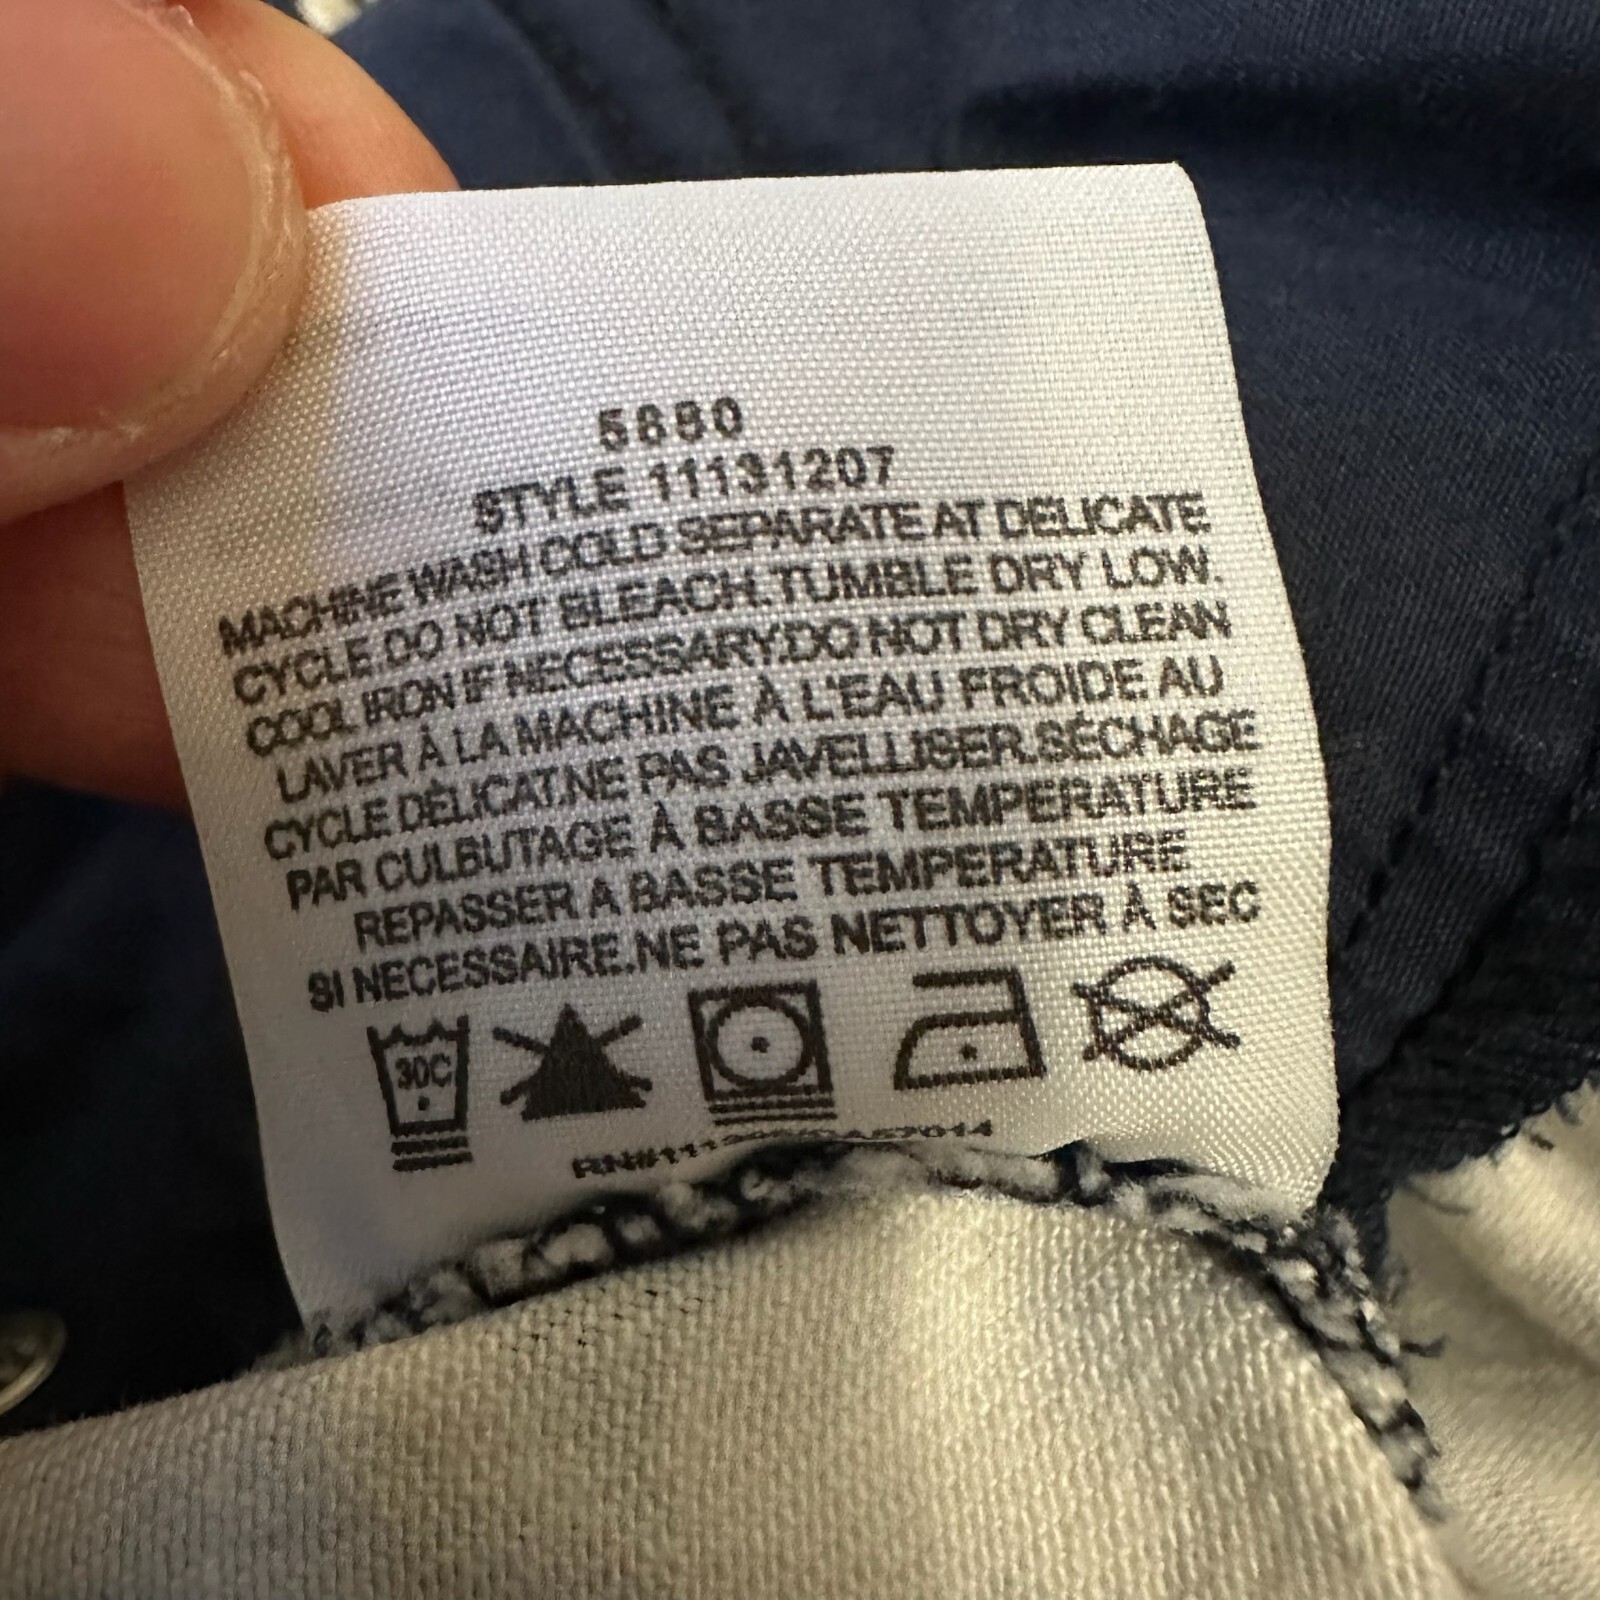 5880
STYLE 11131207
MACHINE WASH COLD SEPARATE AT DELICATE
CYCLE.DO NOT BLEACH.TUMBLE DRY LOW.
COOL IRON IF NECESSARY.DO NOT DRY CLEAN
LAVER À LA MACHINE À L'EAU FROIDE AU
CYCLE DÉLICAT.NE PAS JAVELLISER.SÉCHAGE
PAR CULBUTAGE À BASSE TEMPERATURE
REPASSER A BASSE TEMPERATURE
SI NECESSAIRE.NE PAS NETTOYER À SEC
30C